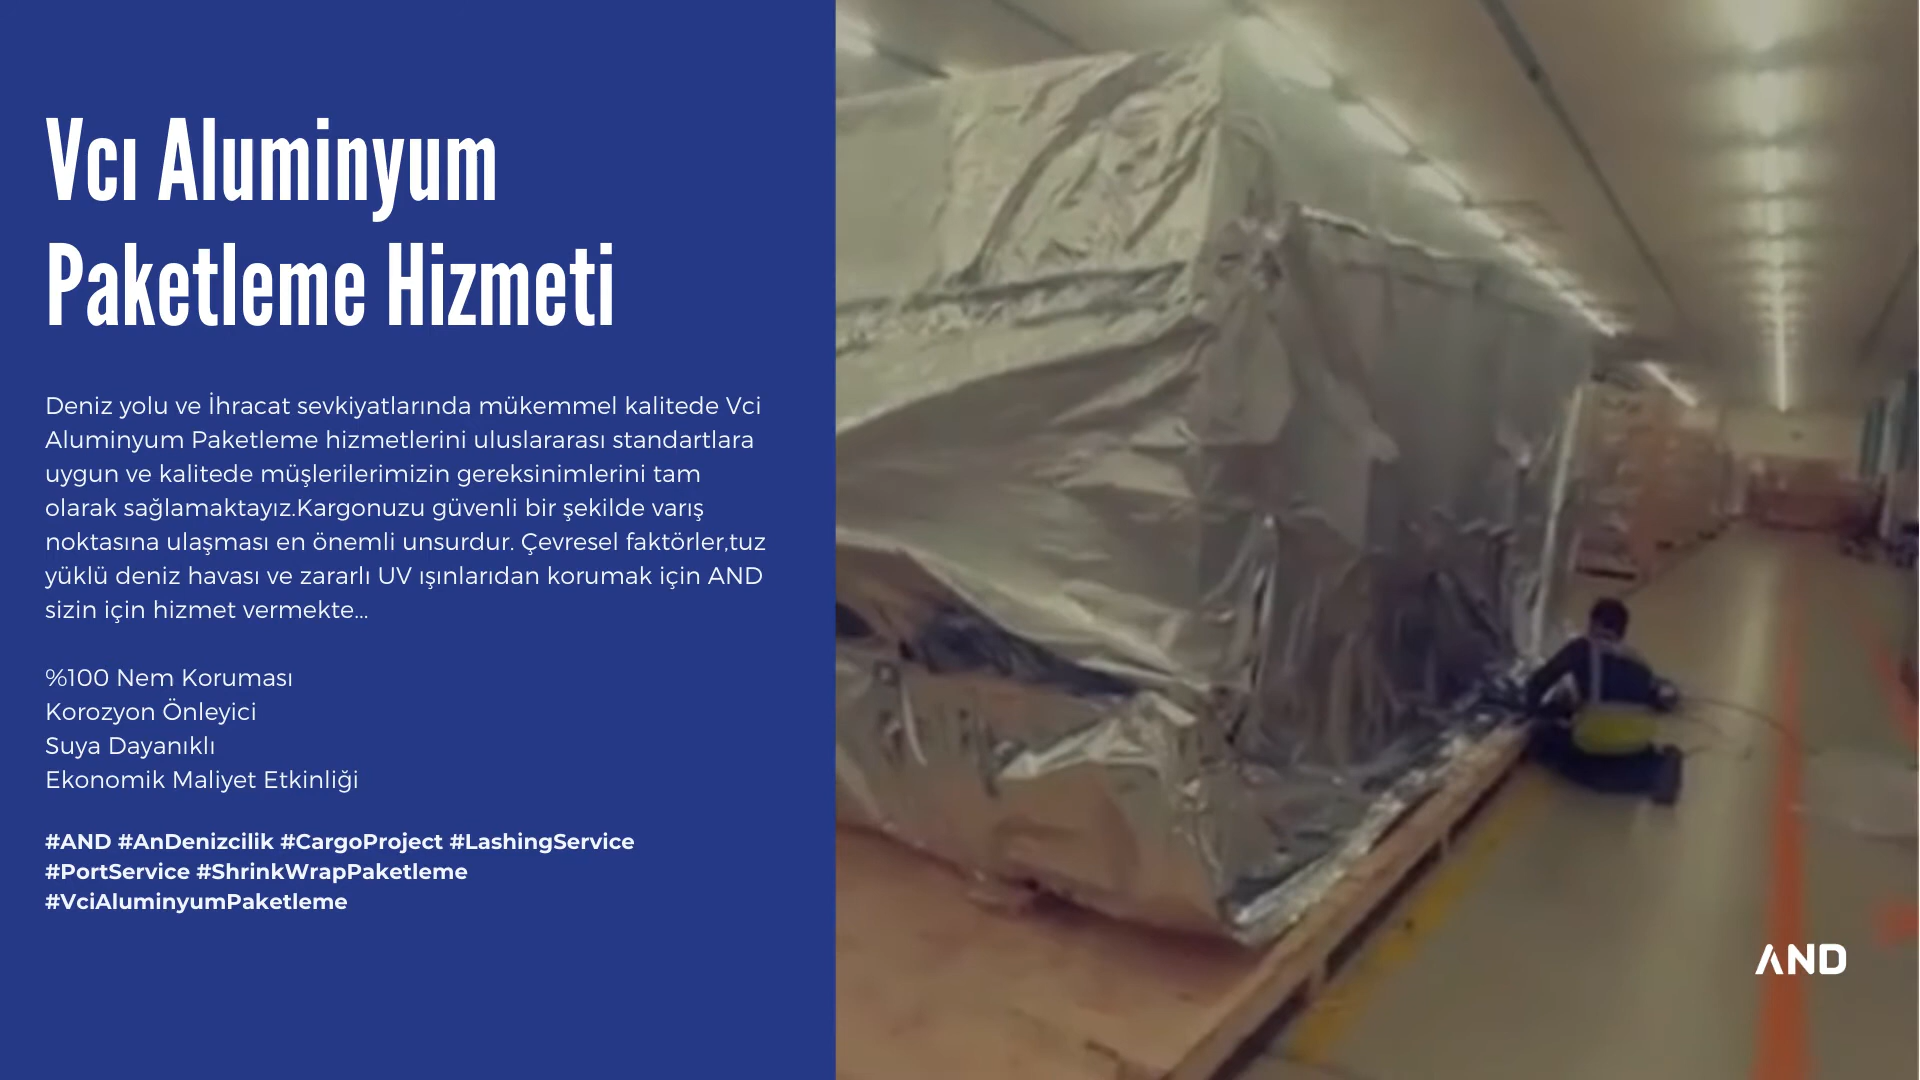 Vcı Aluminyum
Paketleme Hizmeti
Deniz yolu ve İhracat sevkiyatlarında mükemmel kalitede Vci
Aluminyum Paketleme hizmetlerini uluslararası standartlara
uygun ve kalitede müşlerilerimizin gereksinimlerini tam
olarak sağlamaktayız.Kargonuzu güvenli bir şekilde varış
noktasına ulaşması en önemli unsurdur. Çevresel faktörler,tuz
yüklü deniz havası ve zararlı UV ışınlarıdan korumak için AND
sizin için hizmet vermekte...
%100 Nem Koruması
Korozyon Önleyici
Suya Dayanıklı
Ekonomik Maliyet Etkinliği
#AND #AnDenizcilik #CargoProject #LashingService
#PortService #ShrinkWrapPaketleme
#VciAluminyumPaketleme
AND